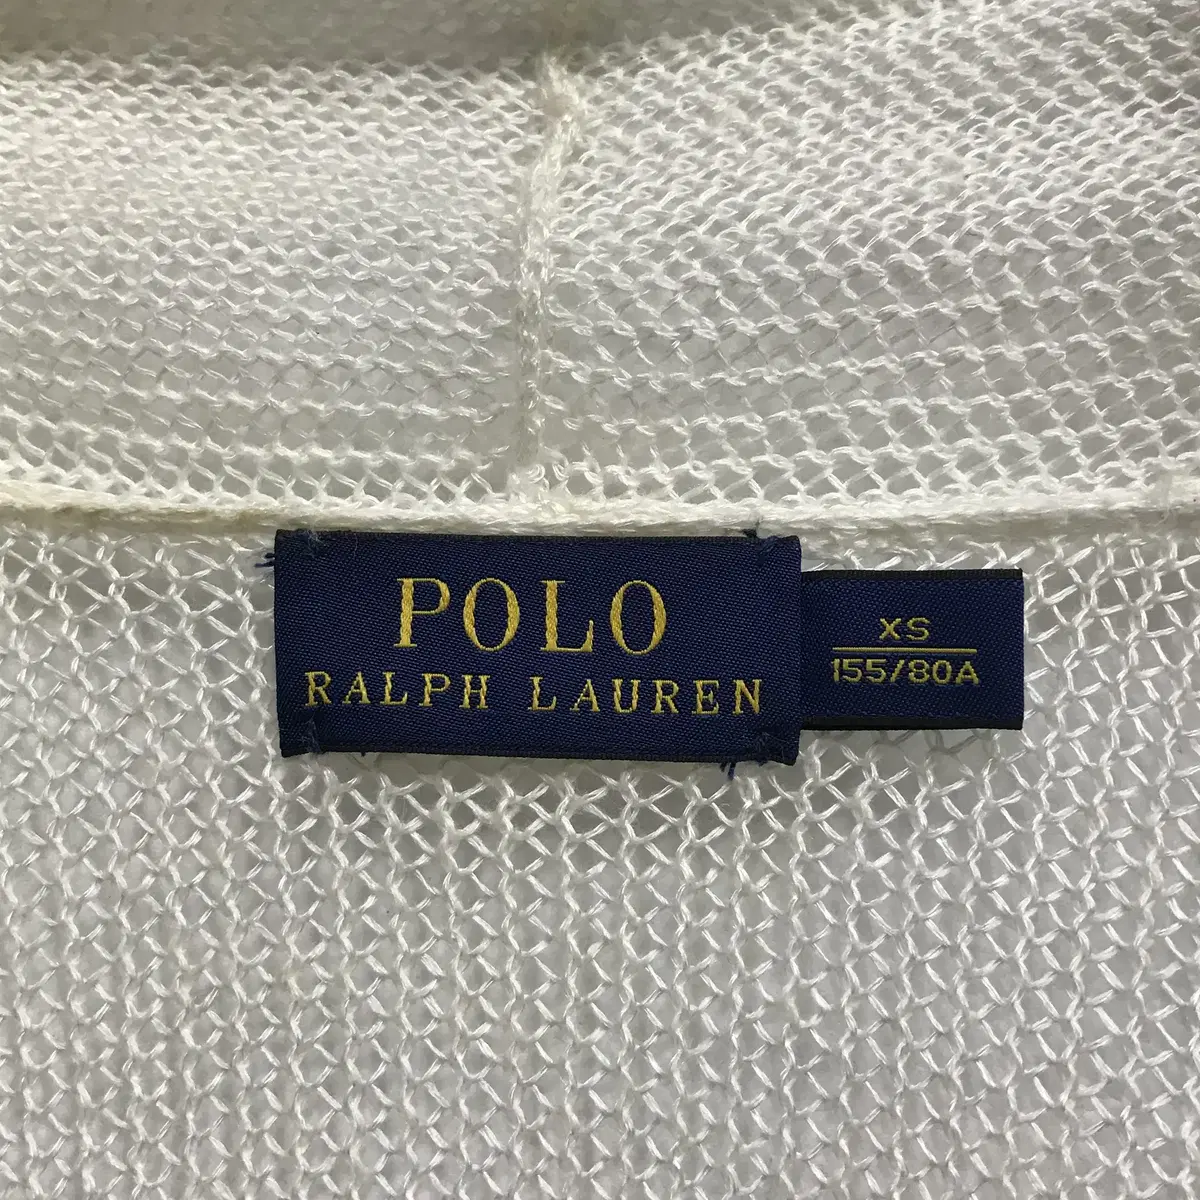 POLO
RALPH LAUREN
XS
155/80A